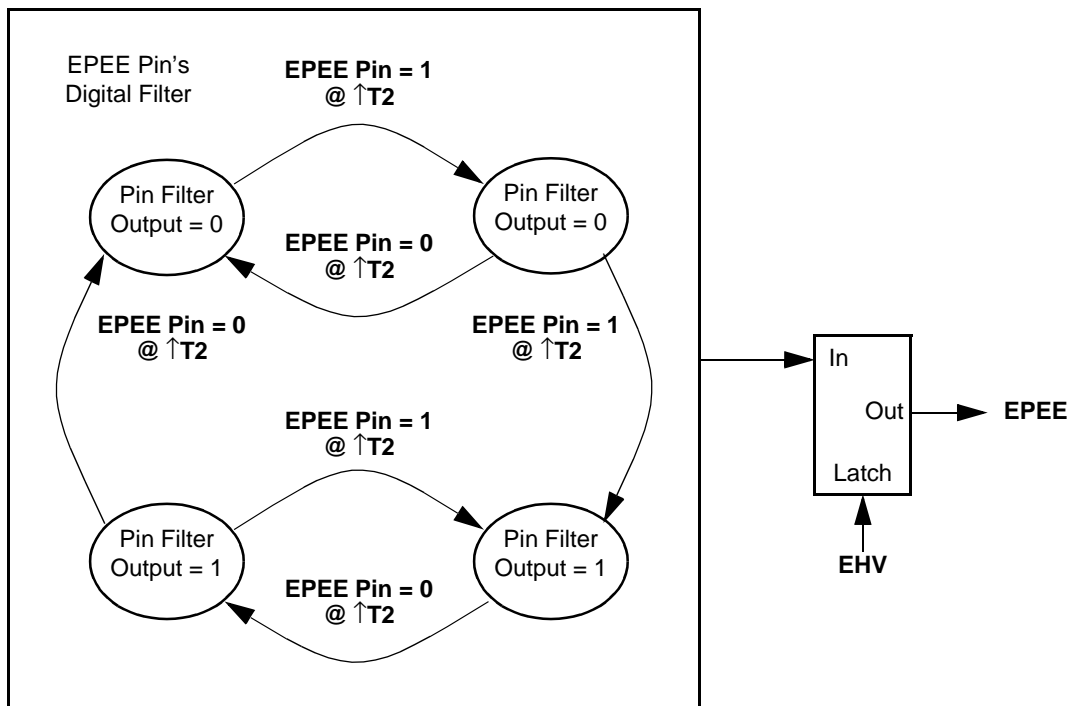 EPEE Pin's
Digital Filter
EPEE Pin = 1
@ ↑T2
Pin Filter
Output = 0
Pin Filter
Output = 0
EPEE Pin = 0
@ ↑T2
EPEE Pin = 0
@ ↑T2
EPEE Pin = 1
@ ↑T2
In
Out
EPEE
Latch
EHV
EPEE Pin = 1
@ ↑T2
Pin Filter
Output = 1
Pin Filter
Output = 1
EPEE Pin = 0
@ ↑T2